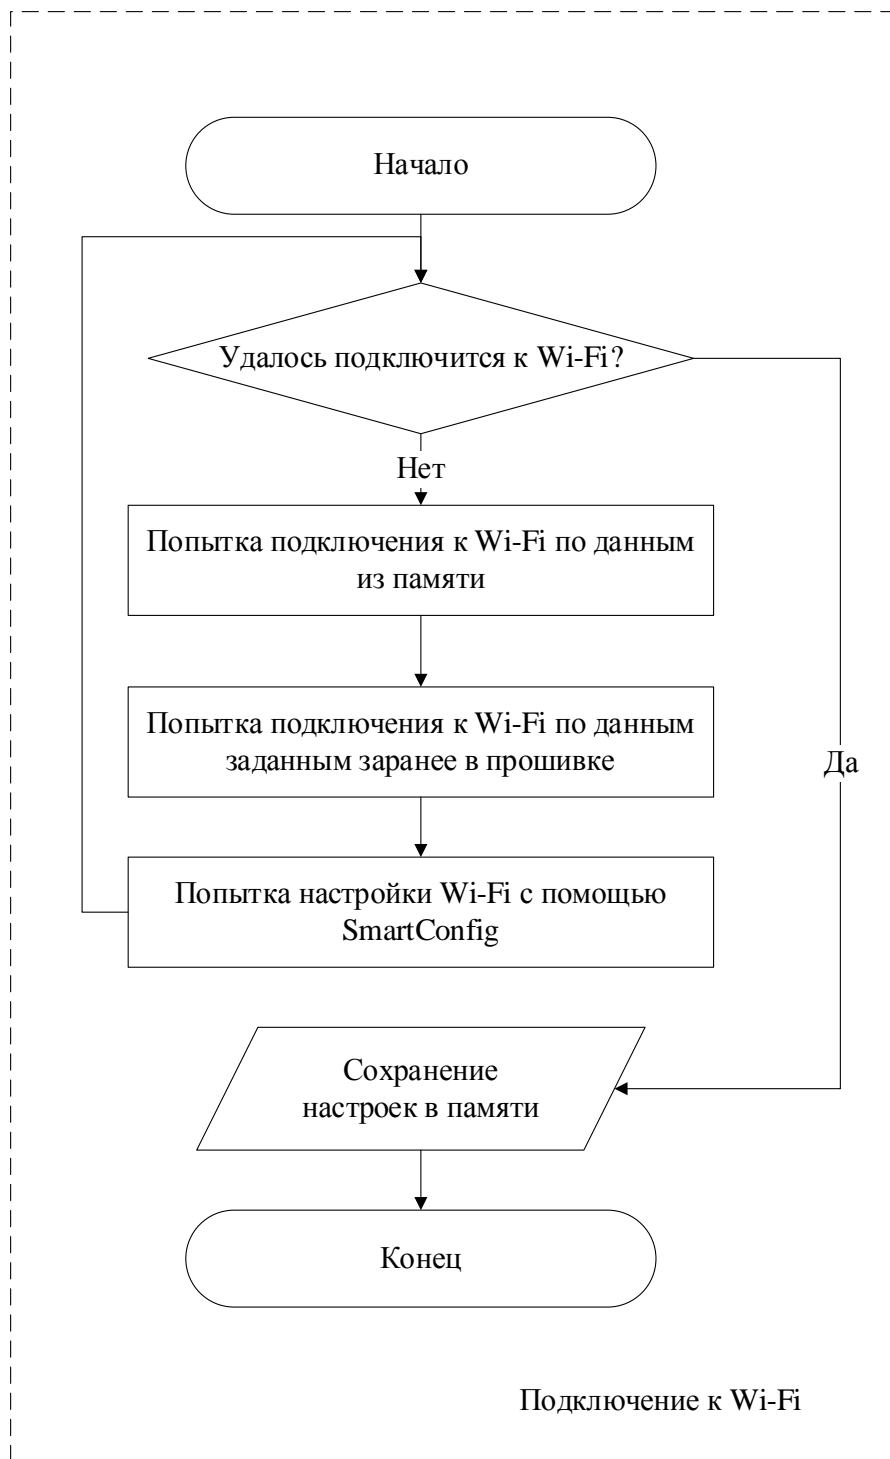 Начало
Удалось подключится к Wi-Fi?
Нет
Попытка подключения к Wi-Fi по данным
из памяти
Попытка подключения к Wi-Fi по данным
заданным заранее в прошивке
Да
Попытка настройки Wi-Fi с помощью
SmartConfig
Сохранение
настроек в памяти
Конец
Подключение к Wi-Fi